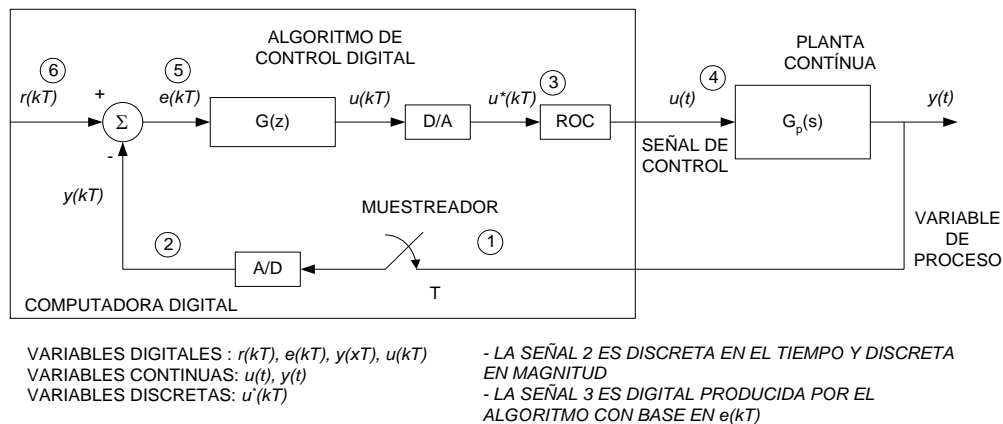 ALGORITMO DE
CONTROL DIGITAL
PLANTA
CONTÍNUA
6
r(kT)
+
Σ
-
5
e(kT)
G(z)
u(kT)
D/A
u*(kT)
3
ROC
u(t)
4
SEÑAL DE
CONTROL
Gp(s)
y(t)
y(kT)
2
A/D
MUESTREADOR
1
T
VARIABLE
DE
PROCESO
COMPUTADORA DIGITAL
VARIABLES DIGITALES : r(kT), e(kT), y(xT), u(kT)
VARIABLES CONTINUAS: u(t), y(t)
VARIABLES DISCRETAS: u*(kT)
- LA SEÑAL 2 ES DISCRETA EN EL TIEMPO Y DISCRETA
EN MAGNITUD
- LA SEÑAL 3 ES DIGITAL PRODUCIDA POR EL
ALGORITMO CON BASE EN e(kT)